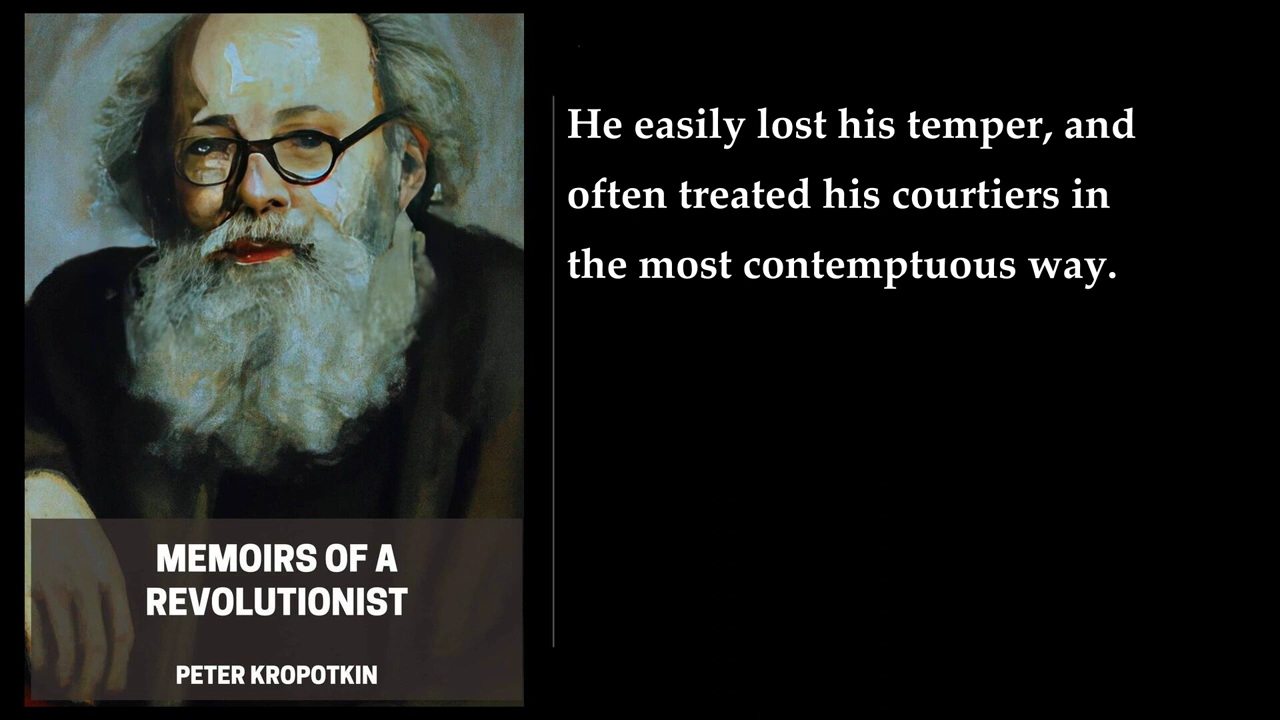 He easily lost his temper, and
often treated his courtiers in
the most contemptuous way.
MEMOIRS OF A
REVOLUTIONIST
PETER KROPOTKIN